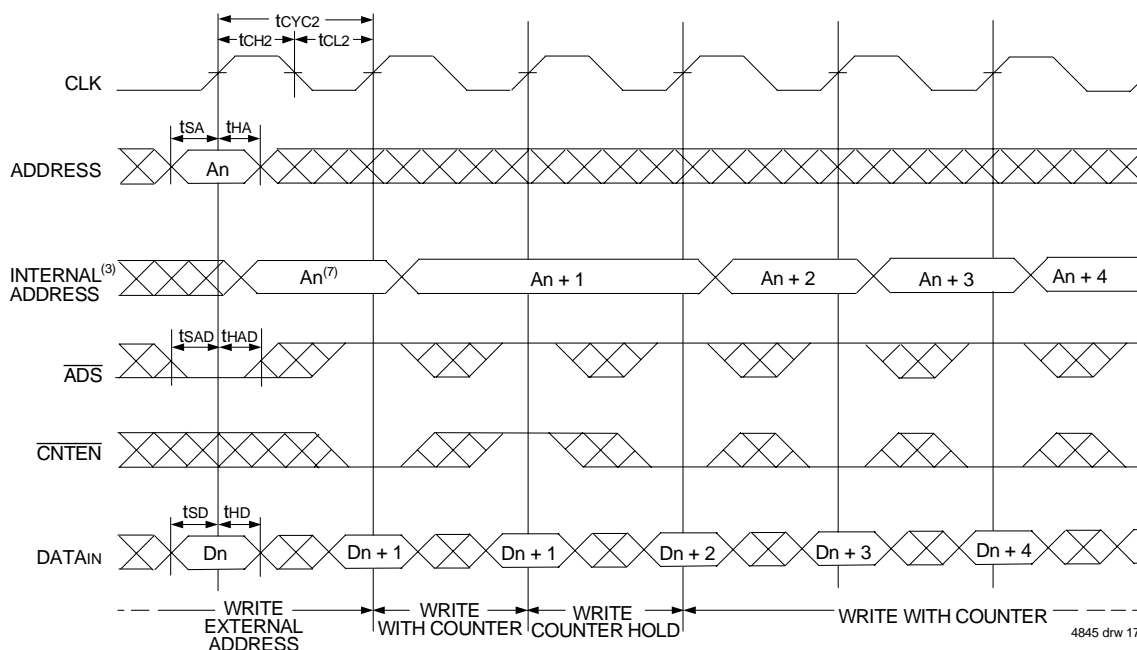 tCYC2
tCH2 tCL2
CLK
tSA tHA
ADDRESS An
INTERNAL(3)
ADDRESS
An(7) An + 1 An + 2 An + 3 An + 4
tSAD tHAD
ADS
CNTEN
tSD tHD
DATAIN Dn Dn + 1 Dn + 1 Dn + 2 Dn + 3 Dn + 4
WRITE
EXTERNAL
ADDRESS
WRITE
WITH COUNTER
WRITE
COUNTER HOLD
WRITE WITH COUNTER
4845 drw 17